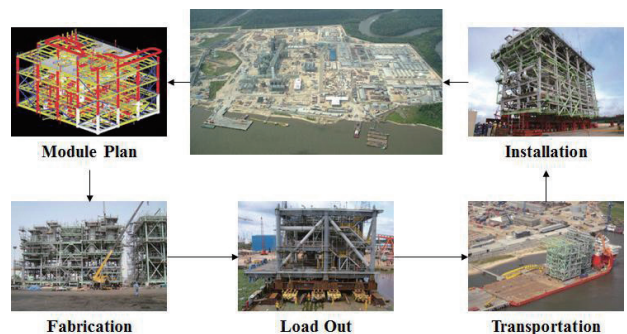 Module Plan
Installation
Fabrication
Load Out
Transportation